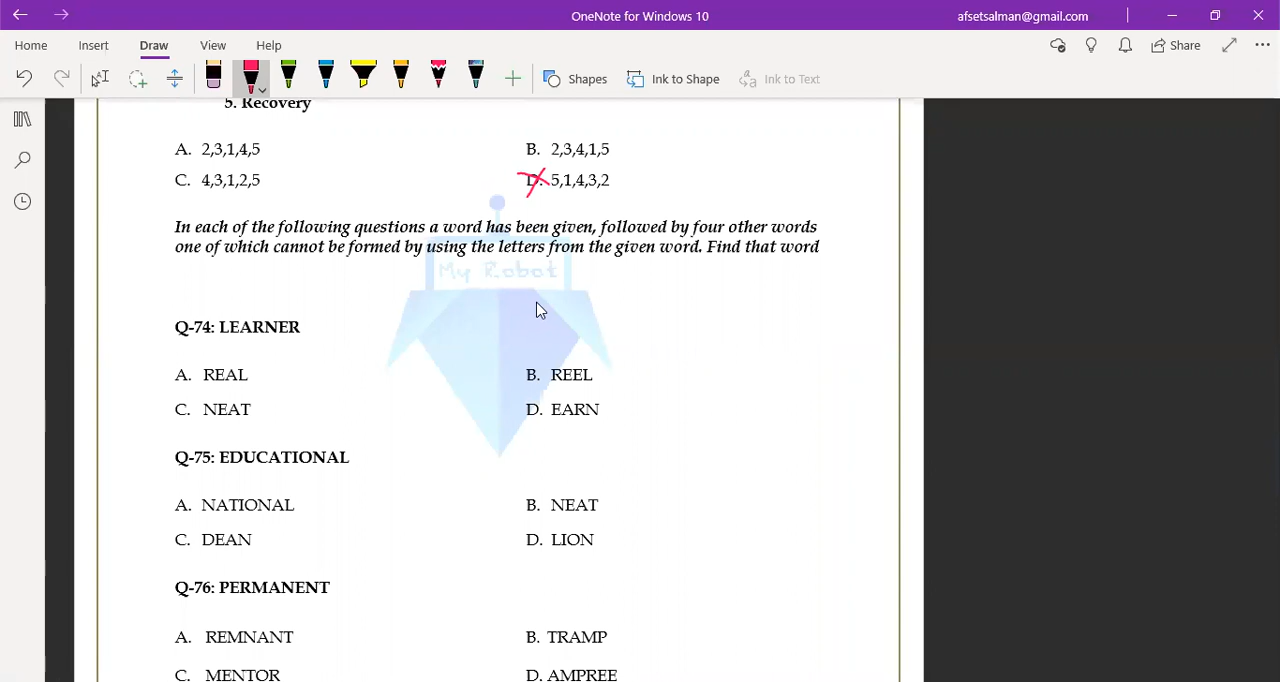 OneNote for Windows 10
afsetsalman@gmail.com
Home Insert Draw View Help
Share
Shapes Ink to Shape Ink to Text
5. Recovery
A. 2,3,1,4,5 B. 2,3,4,1,5
C. 4,3,1,2,5 D. 5,1,4,3,2
In each of the following questions a word has been given, followed by four other words
one of which cannot be formed by using the letters from the given word. Find that word
My Robot
Q-74: LEARNER
A. REAL B. REEL
C. NEAT D. EARN
Q-75: EDUCATIONAL
A. NATIONAL B. NEAT
C. DEAN D. LION
Q-76: PERMANENT
A. REMNANT B. TRAMP
C. MENTOR D. AMPREE